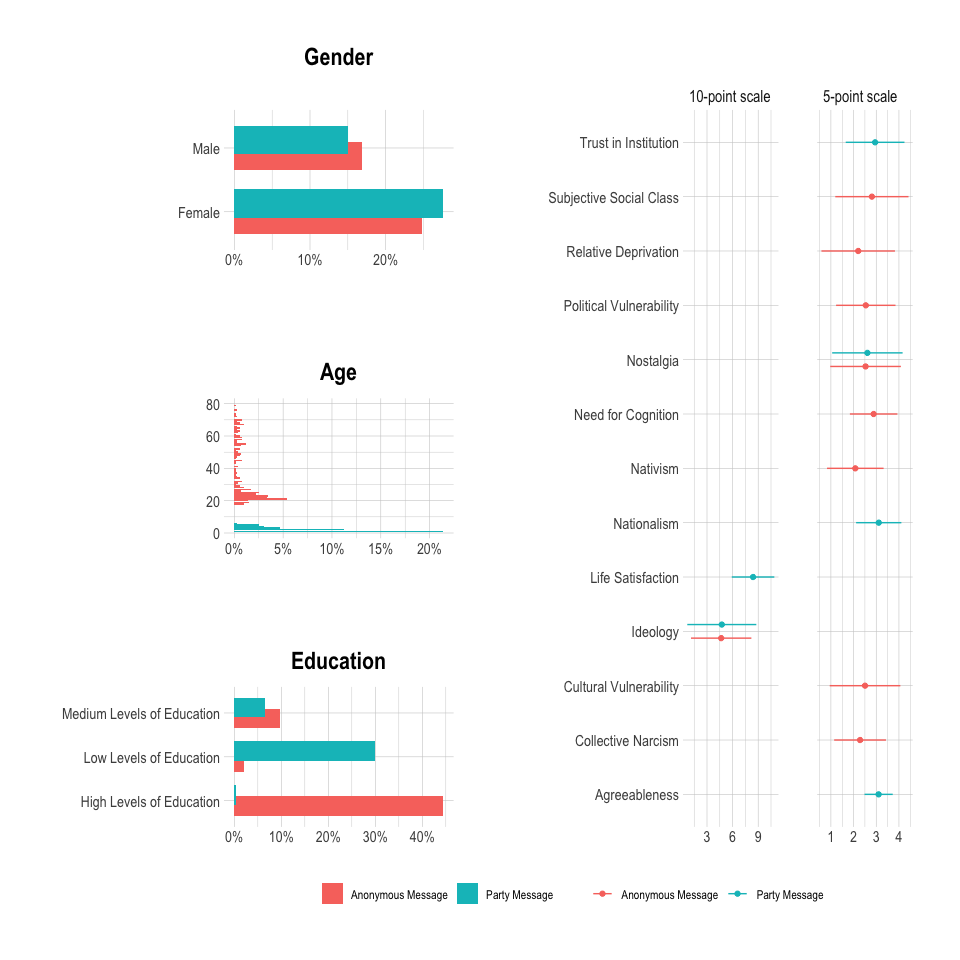 Gender
Male
Female
0% 10% 20%
Age
80
60
40
20
0
0% 5% 10% 15% 20%
Education
Medium Levels of Education
Low Levels of Education
High Levels of Education
0% 10% 20% 30% 40%
10-point scale 5-point scale
Trust in Institution
Subjective Social Class
Relative Deprivation
Political Vulnerability
Nostalgia
Need for Cognition
Nativism
Nationalism
Life Satisfaction
Ideology
Cultural Vulnerability
Collective Narcism
Agreeableness
3 6 9 1 2 3 4
Anonymous Message Party Message Anonymous Message Party Message